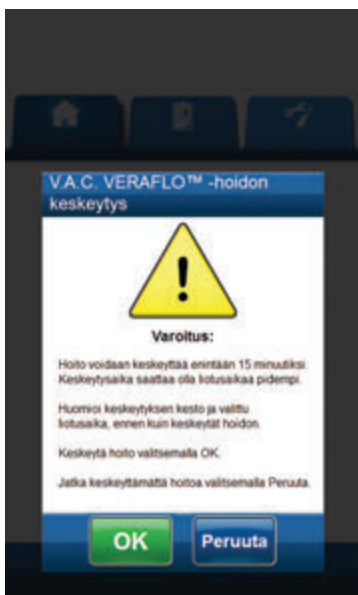 V.A.C. VERAFLO™ -hoidon
keskeytys
Varoitus:
Hoito voidaan keskeyttää enintään 15 minuutiksi.
Keskeytysaika saattaa olla liotusaikaa pidempi.
Huomioi keskeytyksen kesto ja valittu
liotusaika, ennen kuin keskeytät hoidon.
Keskeytä hoito valitsemalla OK.
Jatka keskeyttämättä hoitoa valitsemalla Peruuta.
OK
Peruuta